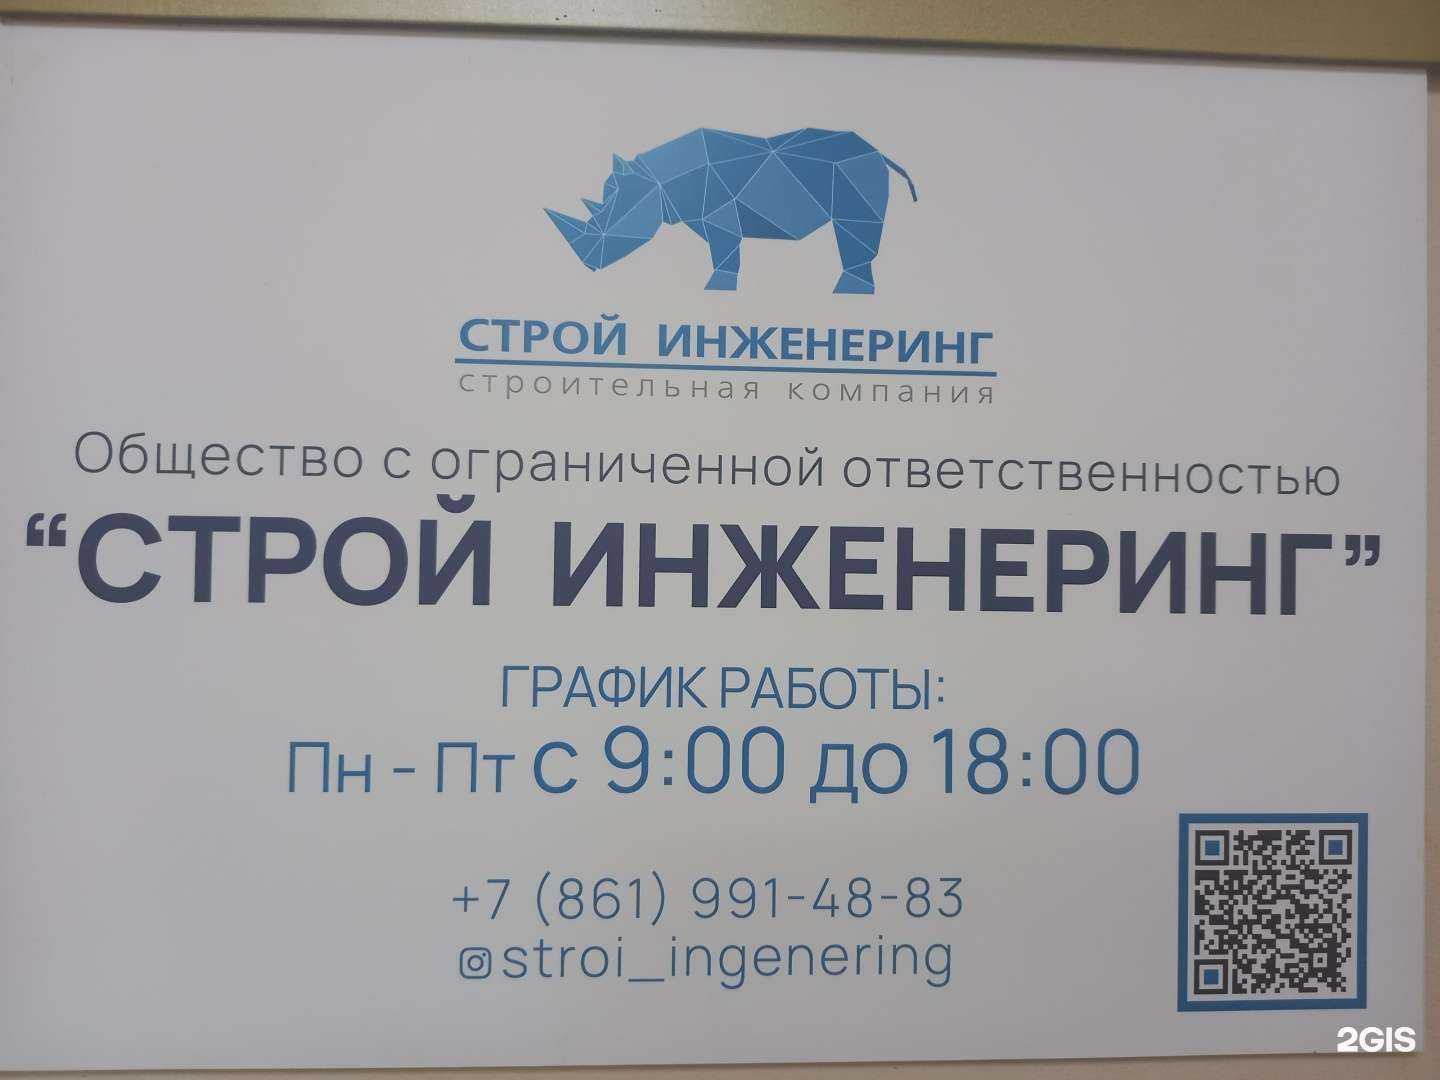 СТРОЙ ИНЖЕНЕРИНГ
строительная компания
Общество с ограниченной ответственностью
“СТРОЙ ИНЖЕНЕРИНГ”
ГРАФИК РАБОТЫ:
Пн - Пт с 9:00 до 18:00
+7 (861) 991-48-83
stroi_ingenering
2GIS